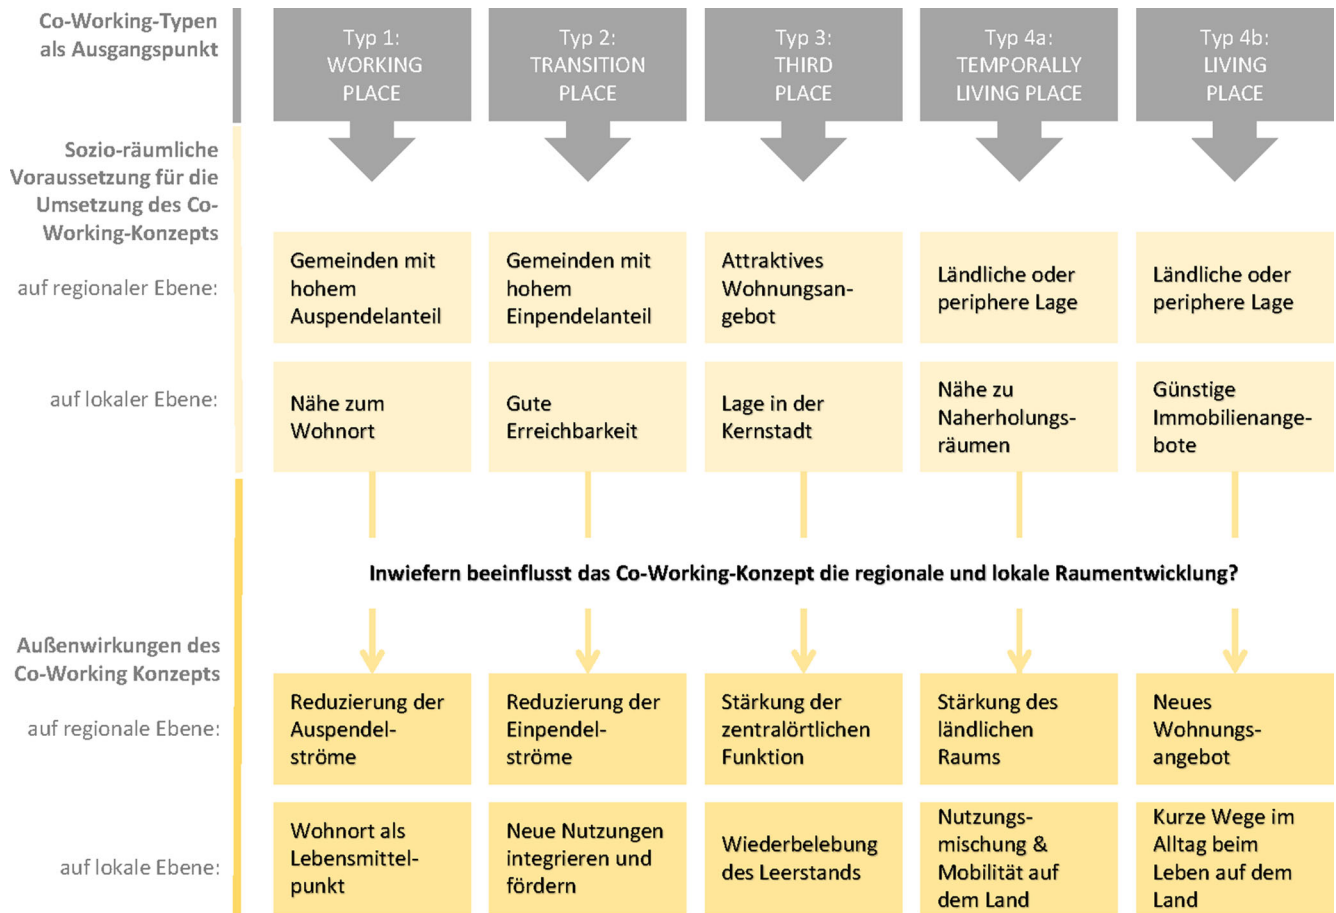 Co-Working-Typen
als Ausgangspunkt
Typ 1:
WORKING
PLACE
Typ 2:
TRANSITION
PLACE
Typ 3:
THIRD
PLACE
Typ 4a:
TEMPORALLY
LIVING PLACE
Typ 4b:
LIVING
PLACE
Sozio-räumliche
Voraussetzung für die
Umsetzung des Co-
Working-Konzepts
auf regionaler Ebene:
Gemeinden mit
hohem
Auspendelanteil
Gemeinden mit
hohem
Einpendelanteil
Attraktives
Wohnungsan-
gebot
Ländliche oder
periphere Lage
Ländliche oder
periphere Lage
auf lokaler Ebene:
Nähe zum
Wohnort
Gute
Erreichbarkeit
Lage in der
Kernstadt
Nähe zu
Naherholungs-
räumen
Günstige
Immobilienange-
bote
Inwiefern beeinflusst das Co-Working-Konzept die regionale und lokale Raumentwicklung?
Außenwirkungen des
Co-Working Konzepts
auf regionale Ebene:
Reduzierung der
Auspendel-
ströme
Reduzierung der
Einpendel-
ströme
Stärkung der
zentralörtlichen
Funktion
Stärkung des
ländlichen
Raums
Neues
Wohnungs-
angebot
auf lokale Ebene:
Wohnort als
Lebensmittel-
punkt
Neue Nutzungen
integrieren und
fördern
Wiederbelebung
des Leerstands
Nutzungs-
mischung &
Mobilität auf
dem Land
Kurze Wege im
Alltag beim
Leben auf dem
Land